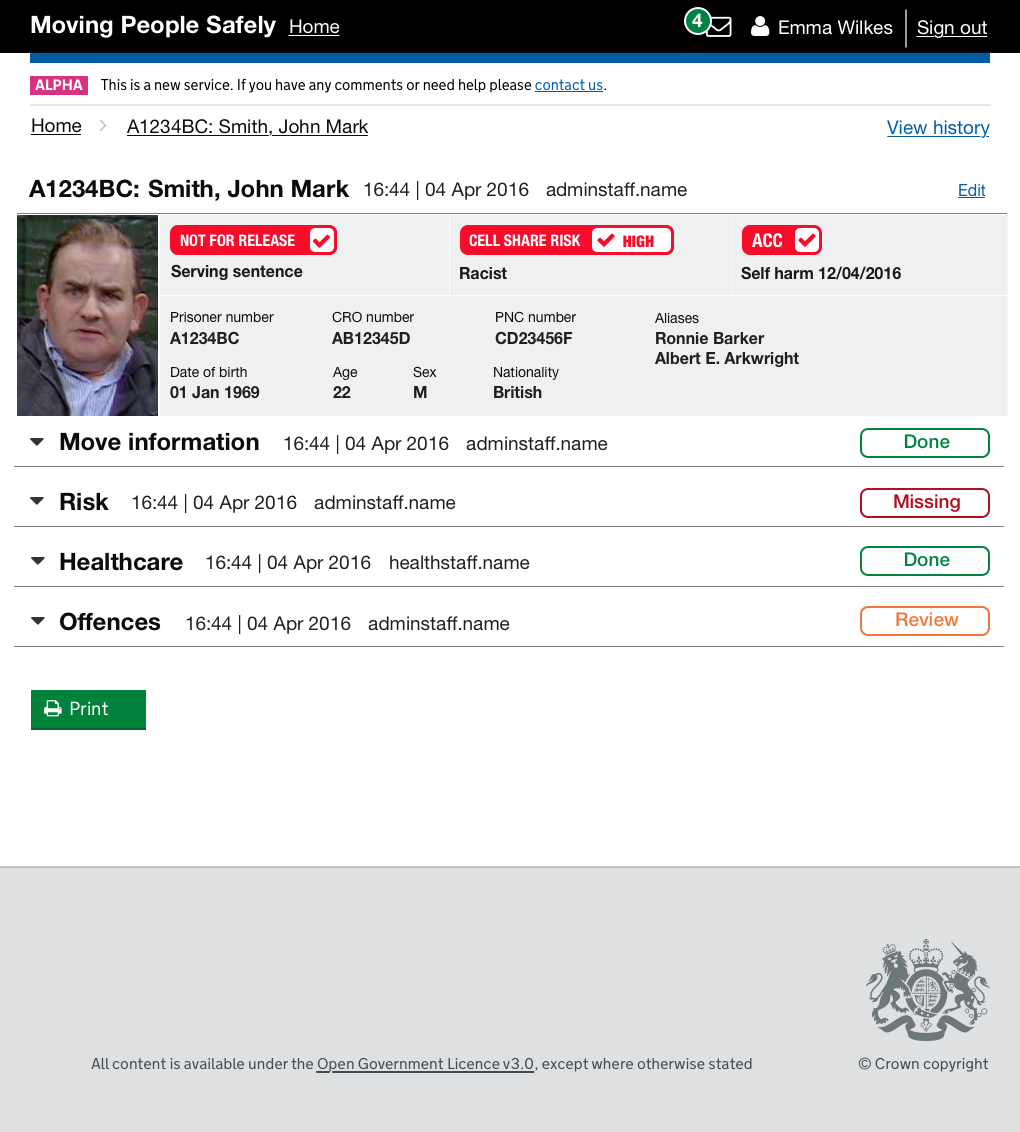 Moving People Safely Home 4 Emma Wilkes Sign out
ALPHA This is a new service. If you have any comments or need help please contact us.
Home A1234BC: Smith, John Mark View history
A1234BC: Smith, John Mark 16:44 | 04 Apr 2016 adminstaff.name Edit
NOT FOR RELEASE CELL SHARE RISK HIGH ACC
Serving sentence Racist Self harm 12/04/2016
Prisoner number CRO number PNC number Aliases
A1234BC AB12345D CD23456F Ronnie Barker
Albert E. Arkwright
Date of birth Age Sex Nationality
01 Jan 1969 22 M British
Move information 16:44 | 04 Apr 2016 adminstaff.name Done
Risk 16:44 | 04 Apr 2016 adminstaff.name Missing
Healthcare 16:44 | 04 Apr 2016 healthstaff.name Done
Offences 16:44 | 04 Apr 2016 adminstaff.name Review
Print
All content is available under the Open Government Licence v3.0, except where otherwise stated © Crown copyright